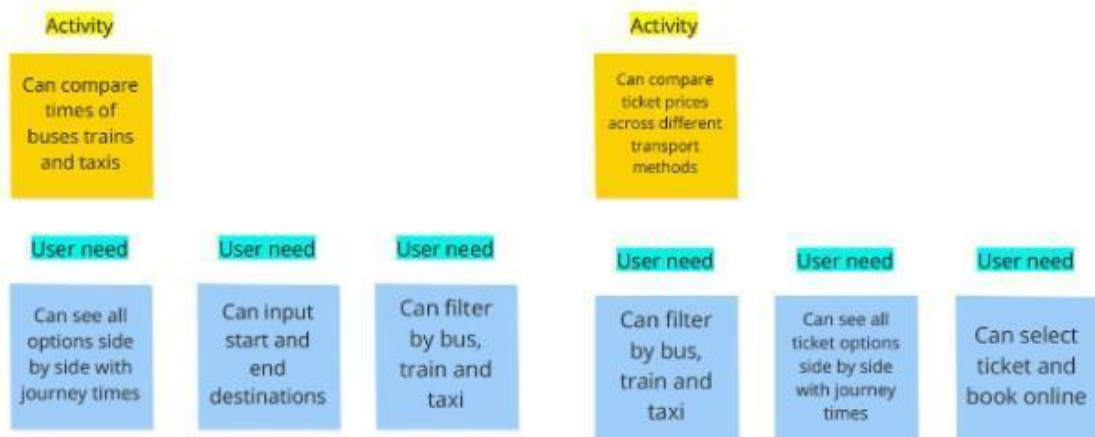 Activity
Can compare
times of
buses trains
and taxis
User need
Can see all
options side
by side with
journey times
User need
Can input
start and
end
destinations
User need
Can filter
by bus,
train and
taxi
Activity
Can compare
ticket prices
across different
transport
methods
User need
Can filter
by bus,
train and
taxi
User need
Can see all
ticket options
side by side
with journey
times
User need
Can select
ticket and
book online